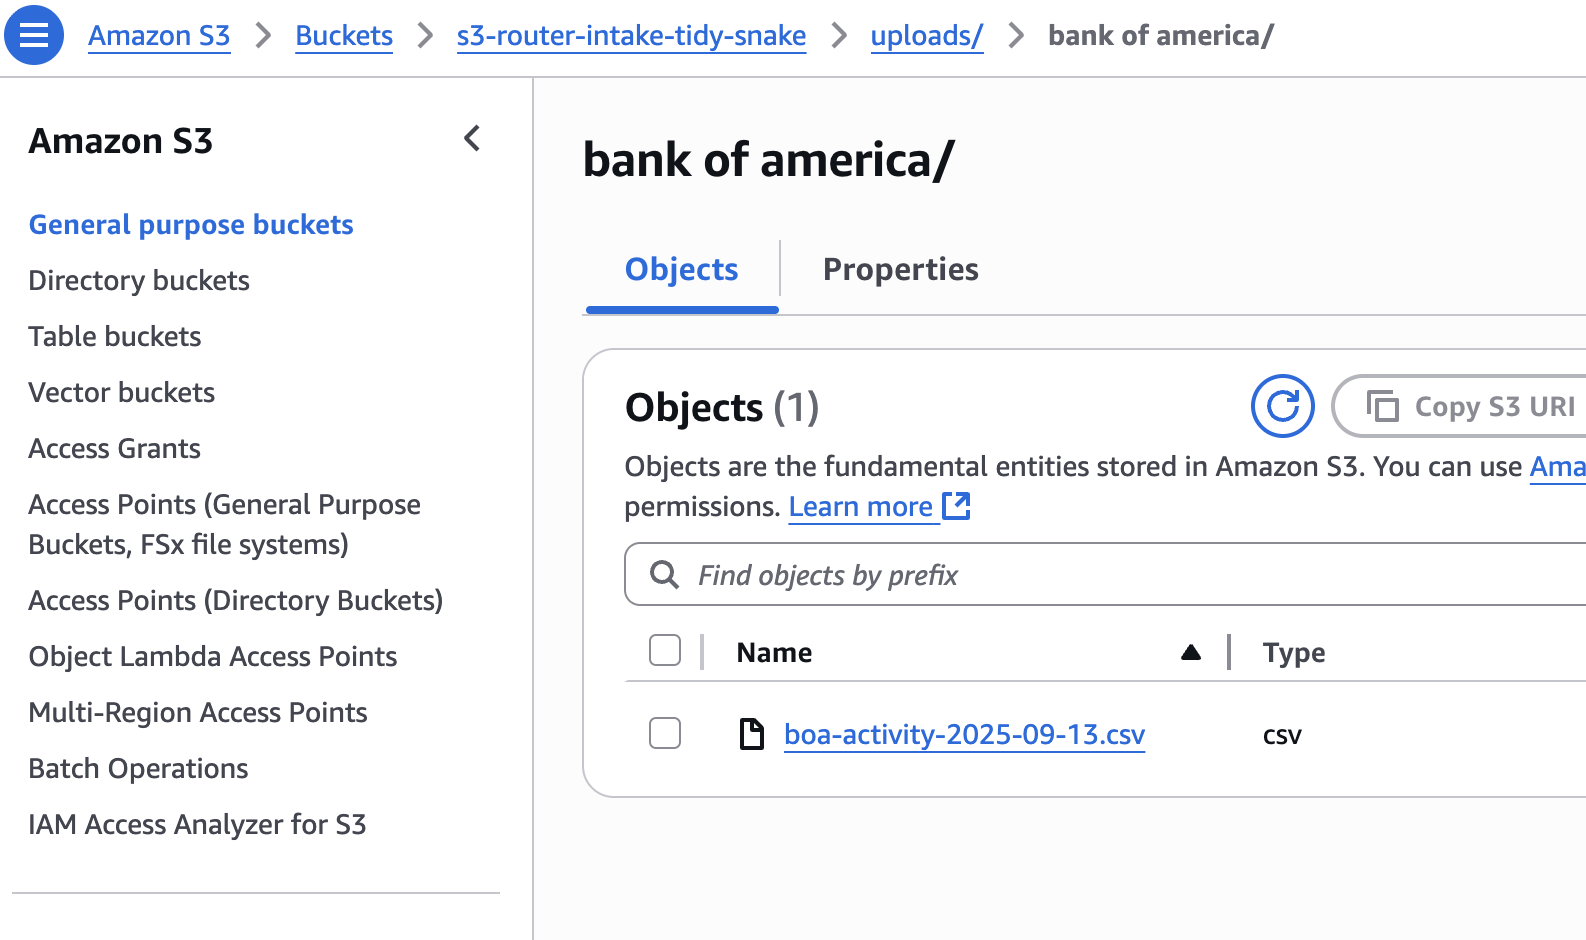 Amazon S3 > Buckets > s3-router-intake-tidy-snake > uploads/ > bank of america/
Amazon S3
General purpose buckets
Directory buckets
Table buckets
Vector buckets
Access Grants
Access Points (General Purpose
Buckets, FSx file systems)
Access Points (Directory Buckets)
Object Lambda Access Points
Multi-Region Access Points
Batch Operations
IAM Access Analyzer for S3
bank of america/
Objects
Properties
Objects (1)
Copy S3 URI
Objects are the fundamental entities stored in Amazon S3. You can use Ama
permissions. Learn more
Find objects by prefix
Name
Type
boa-activity-2025-09-13.csv
csv